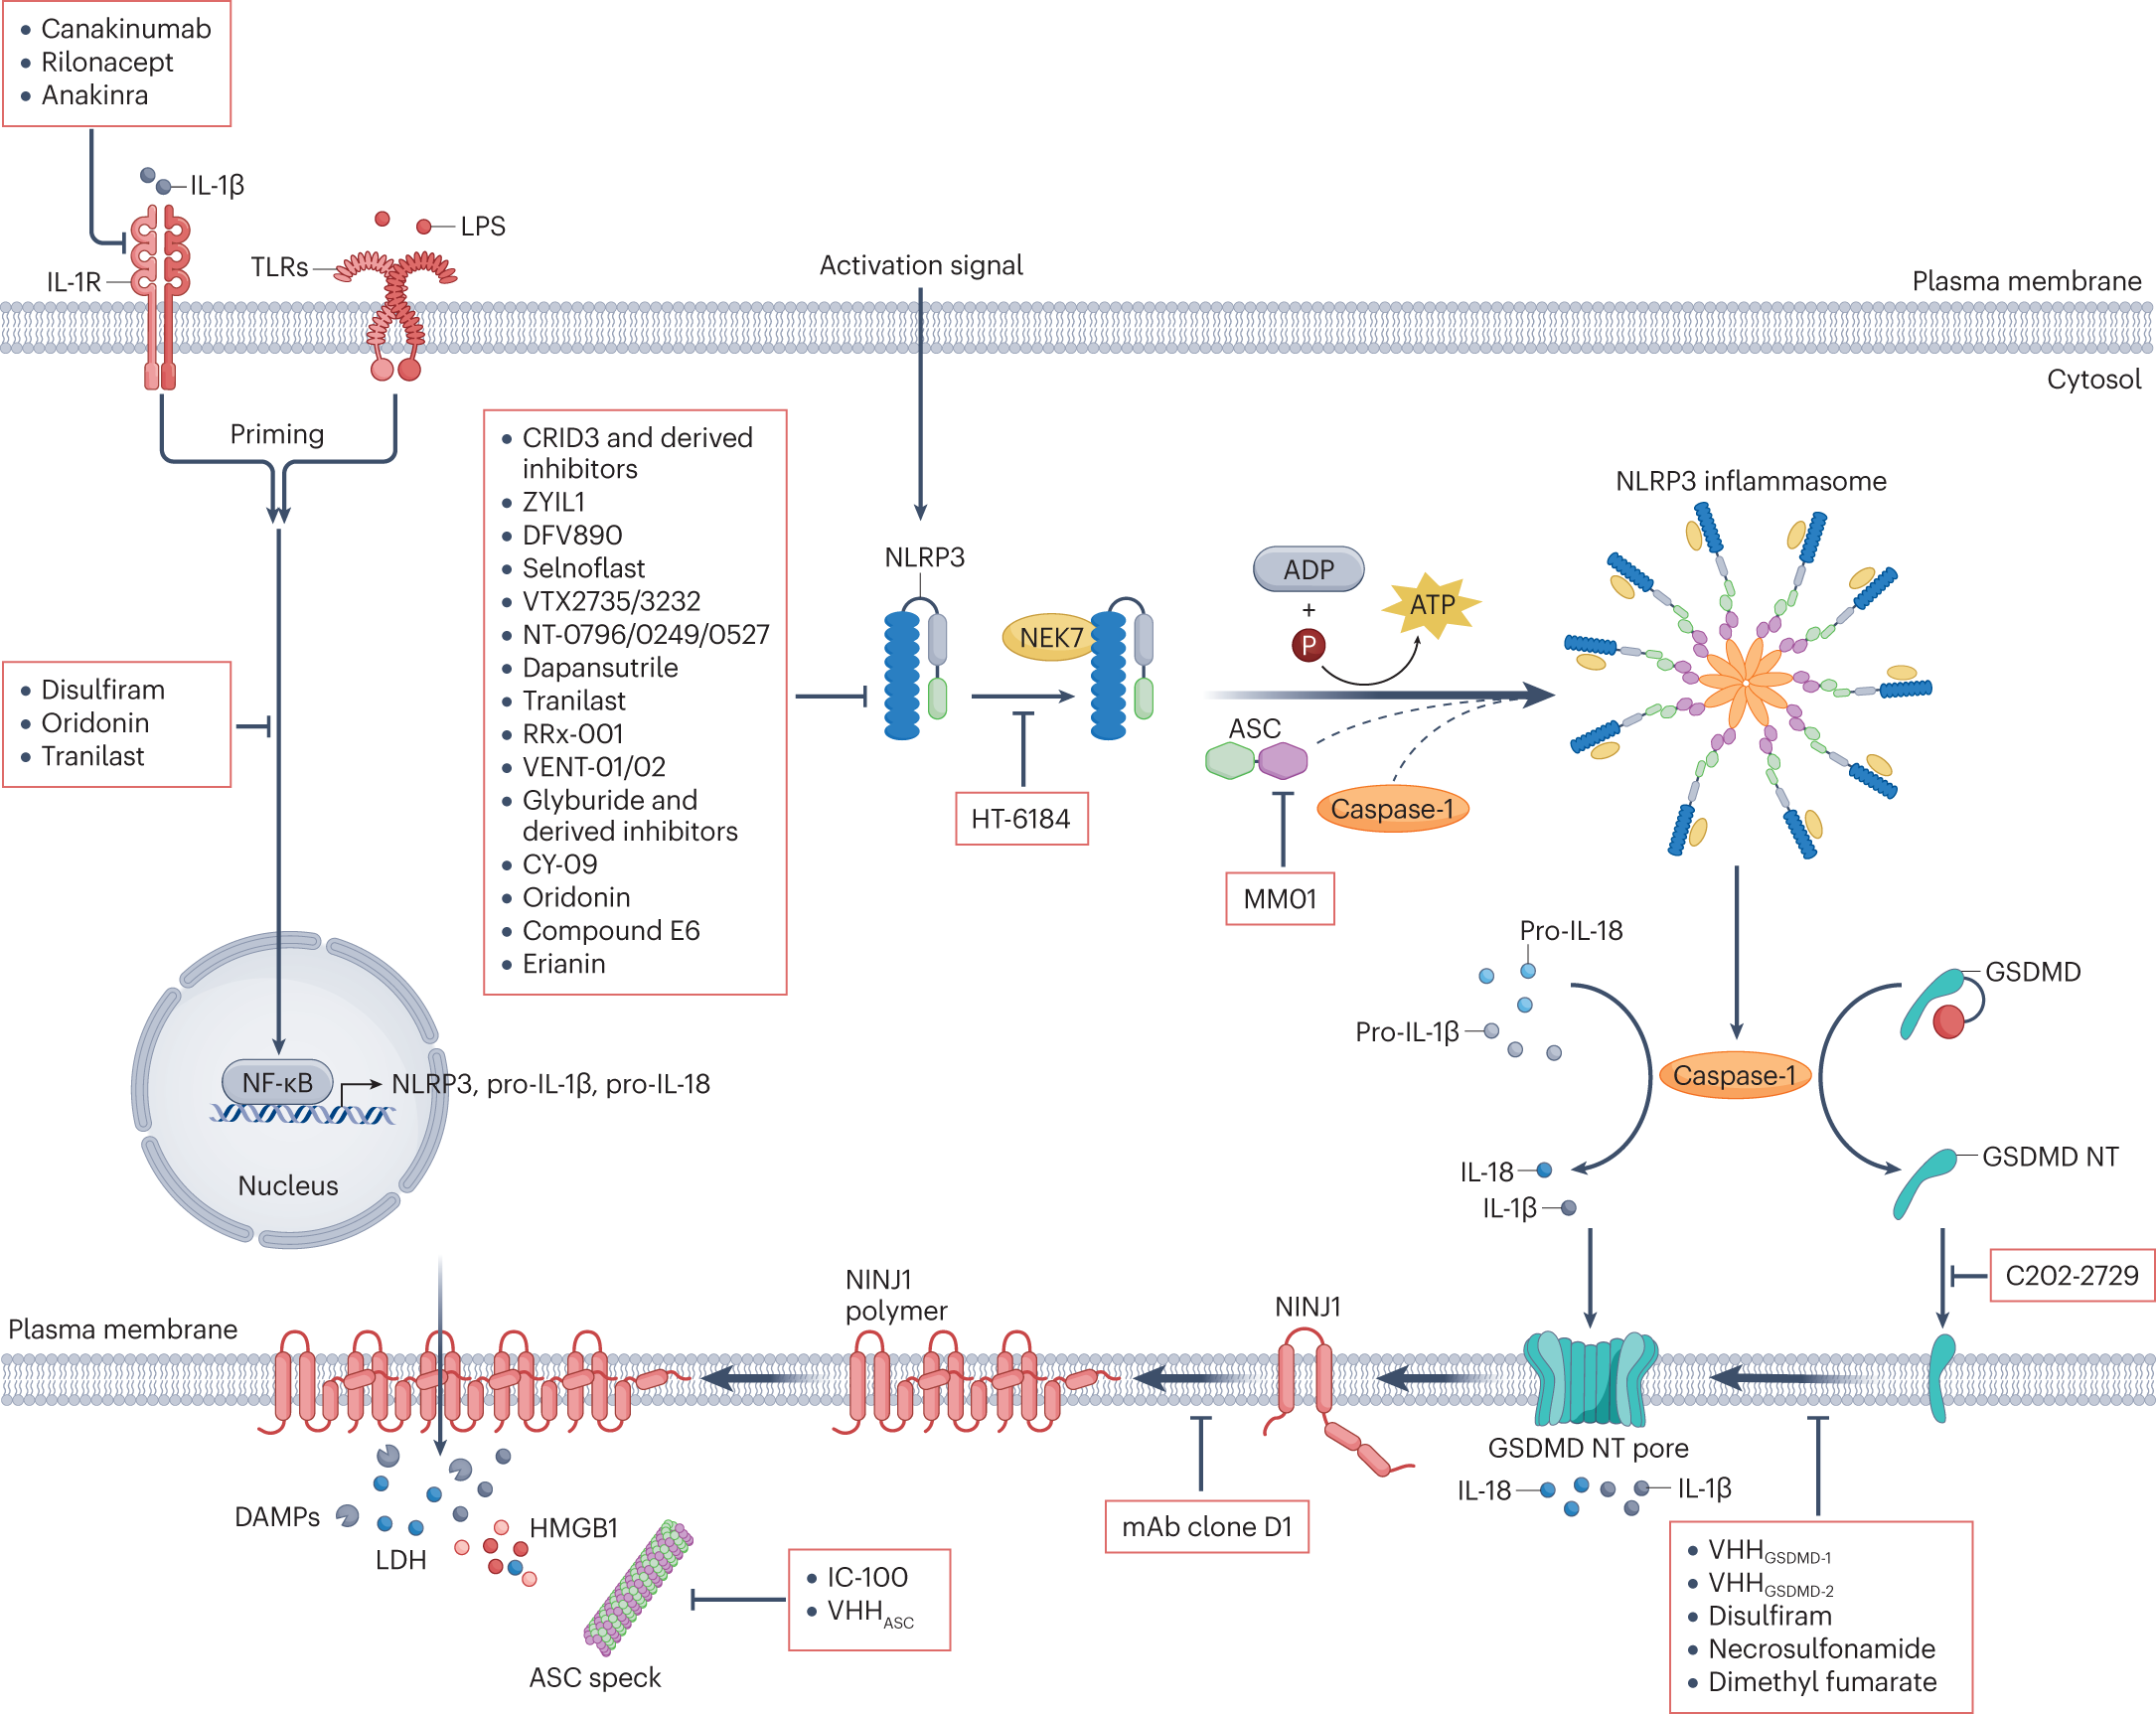 • Canakinumab
• Rilonacept
• Anakinra
IL-1β
LPS
TLRs
IL-1R
Activation signal
Plasma membrane
Cytosol
Priming
• CRID3 and derived
inhibitors
• ZYIL1
• DFV890
• Selnoflast
• VTX2735/3232
• NT-0796/0249/0527
• Dapansutrile
• Tranilast
• RRx-001
• VENT-01/02
• Glyburide and
derived inhibitors
• CY-09
• Oridonin
• Compound E6
• Erianin
NLRP3 inflammasome
NLRP3
ADP
+
P
ATP
NEK7
• Disulfiram
• Oridonin
• Tranilast
ASC
Caspase-1
HT-6184
MM01
Pro-IL-18
GSDMD
Pro-IL-1β
Caspase-1
NF-κB
NLRP3, pro-IL-1β, pro-IL-18
Nucleus
IL-18
IL-1β
GSDMD NT
C202-2729
NINJ1
polymer
NINJ1
Plasma membrane
GSDMD NT pore
IL-18
IL-1β
DAMPs
HMGB1
LDH
mAb clone D1
• IC-100
• VHHASC
ASC speck
• VHHGSDMD-1
• VHHGSDMD-2
• Disulfiram
• Necrosulfonamide
• Dimethyl fumarate